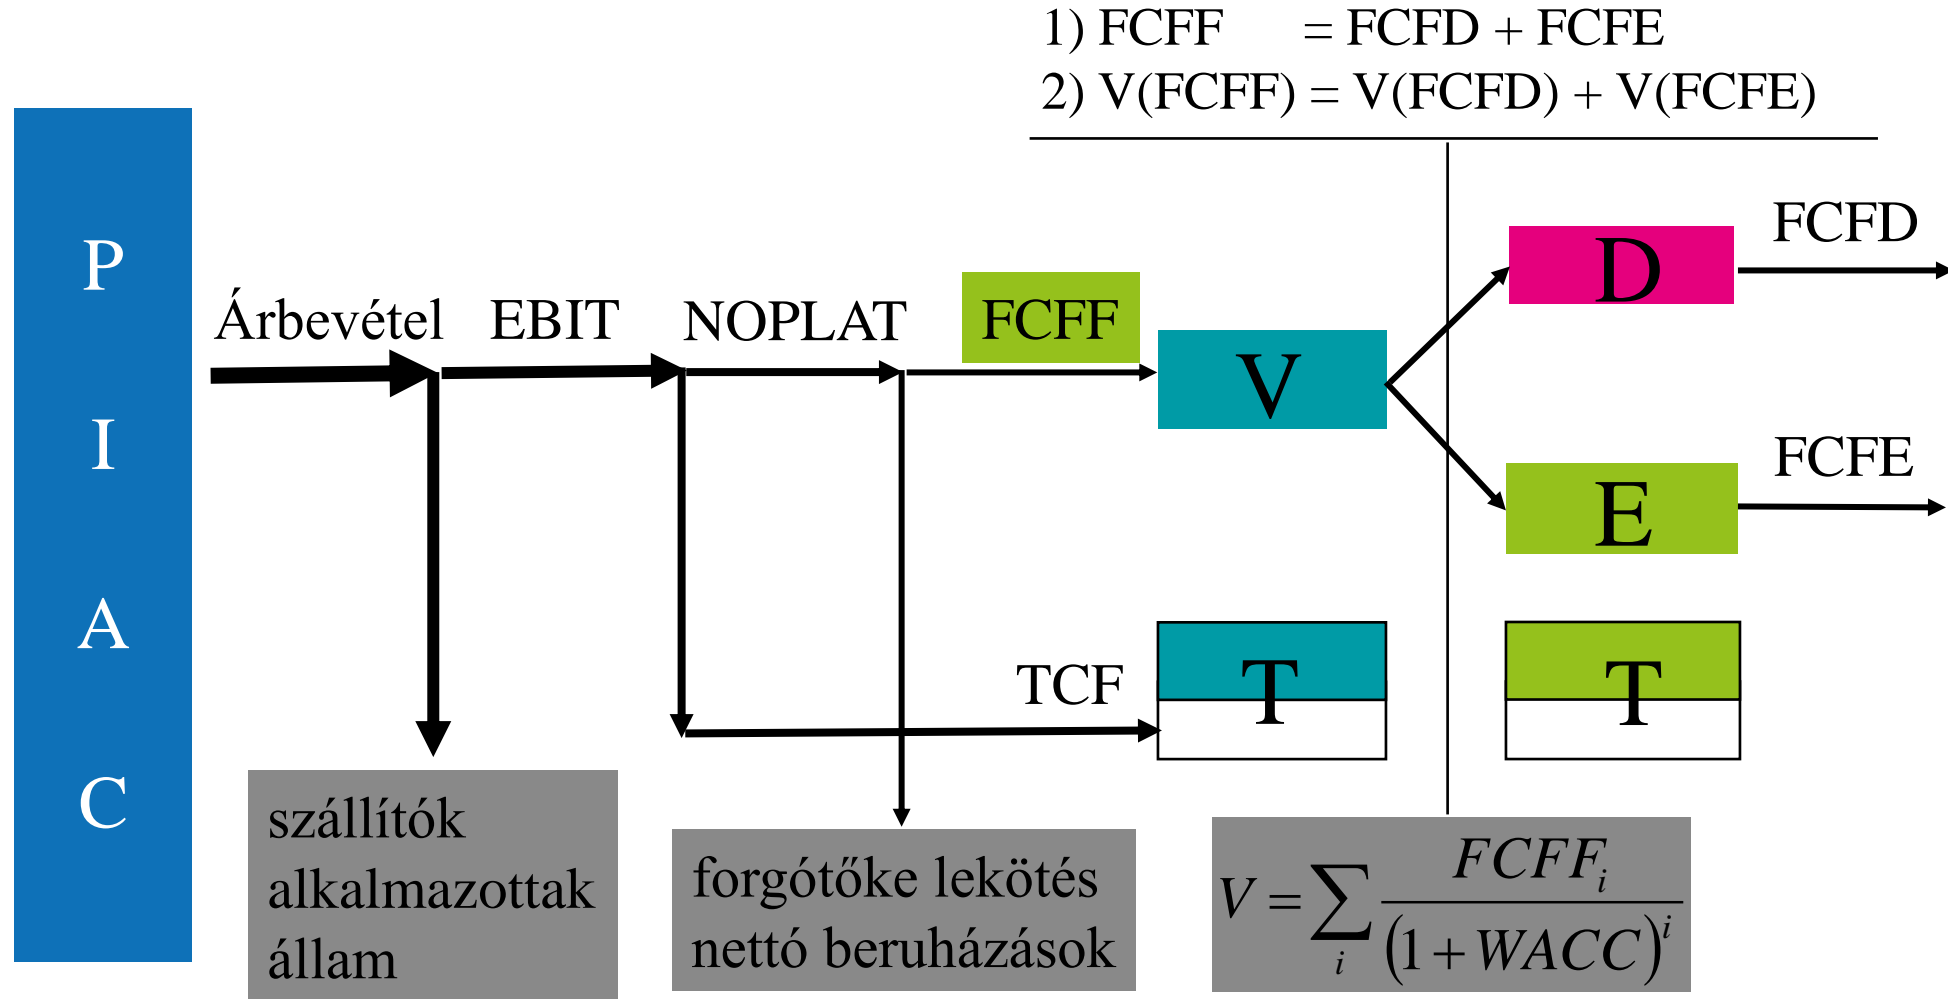 1) FCFF = FCFD + FCFE
2) V(FCFF) = V(FCFD) + V(FCFE)
P
I
A
C
Árbevétel
EBIT
NOPLAT
FCFF
V
D
FCFD
E
FCFE
TCF
T
T
szállítók
alkalmazottak
állam
forgótőke lekötés
nettó beruházások
V = ∑_i FCFF_i / (1 + WACC)^i